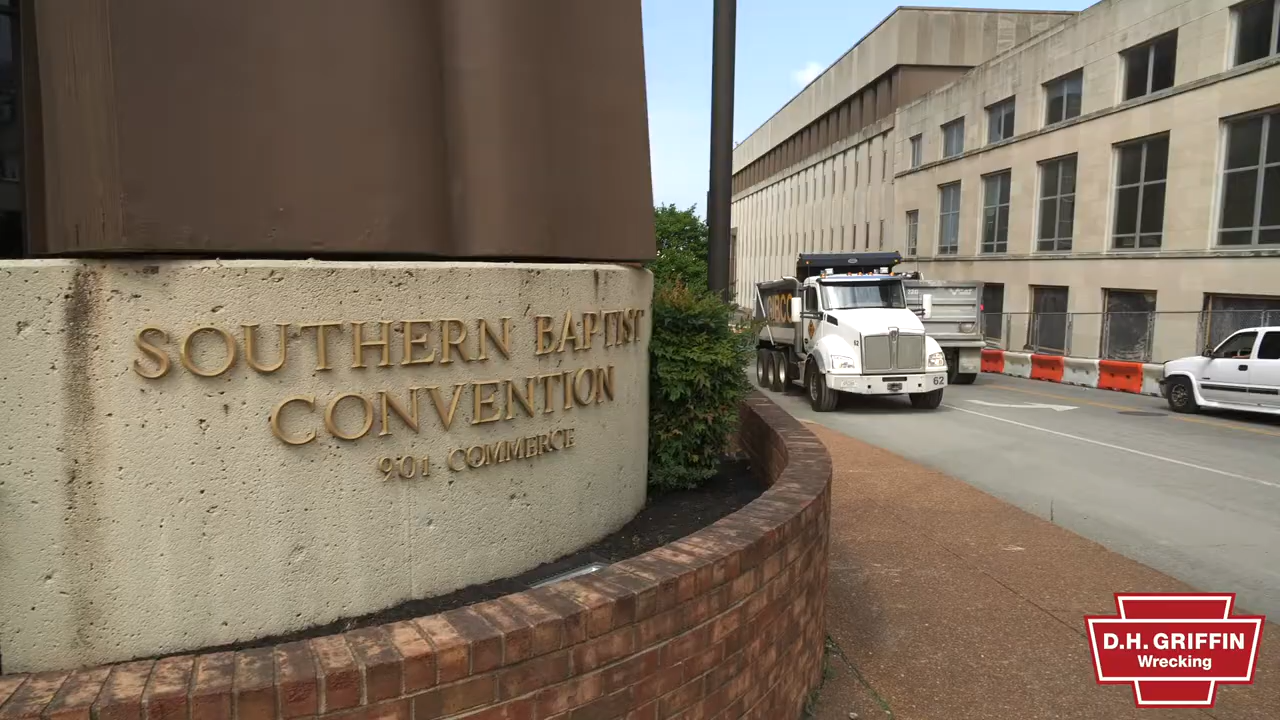 SOUTHERN BAPTIST
CONVENTION
901 COMMERCE
62
D.H. GRIFFIN
Wrecking